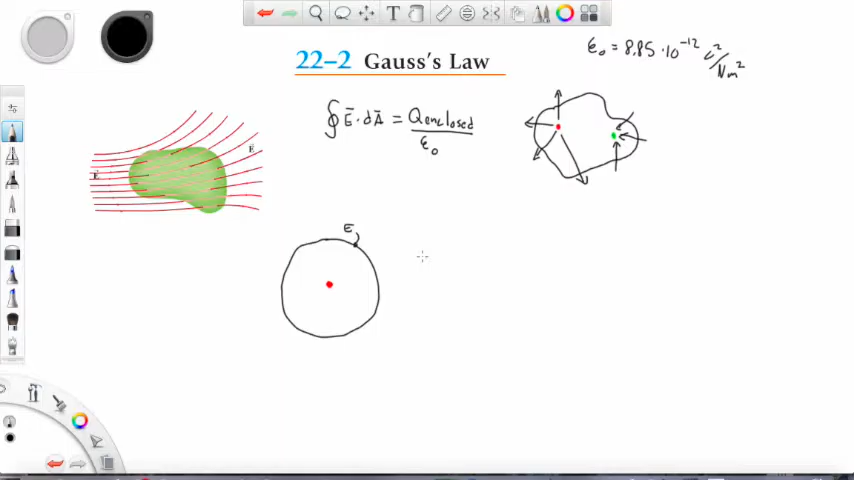 22–2 Gauss's Law
ε₀ = 8.85·10⁻¹² C²/Nm²
∮ E⃗·dA⃗ = Qenclosed/ε₀
E
E
E
T